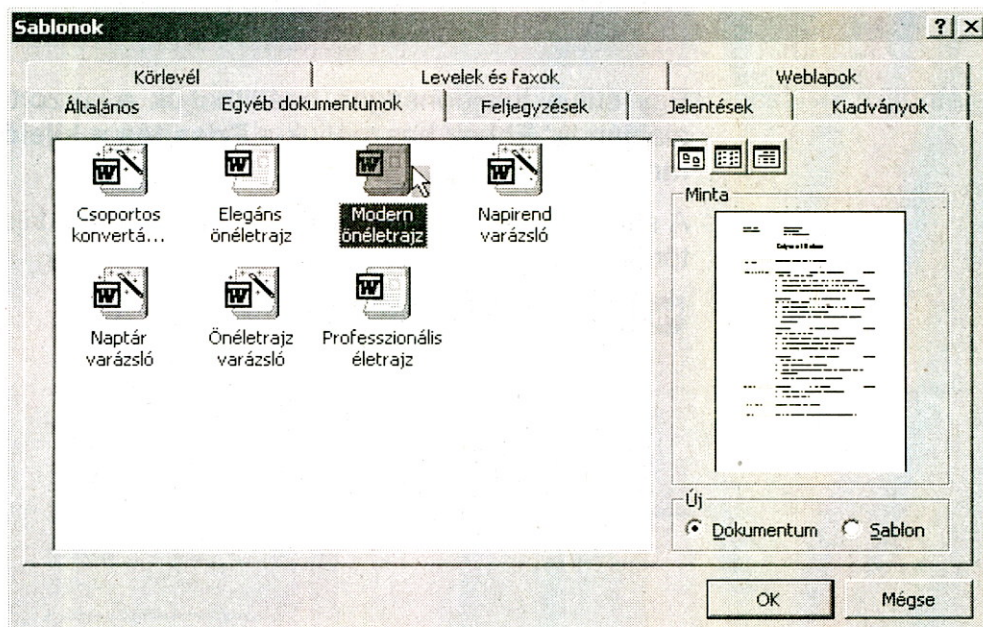 Sablonok
Körlevél
Levelek és faxok
Weblapok
Általános
Egyéb dokumentumok
Feljegyzések
Jelentések
Kiadványok
Csoportos
konvertá...
Elegáns
önéletrajz
Modern
önéletrajz
Napirend
varázsló
Naptár
varázsló
Önéletrajz
varázsló
Professzionális
életrajz
Minta
Új
Dokumentum
Sablon
OK
Mégse